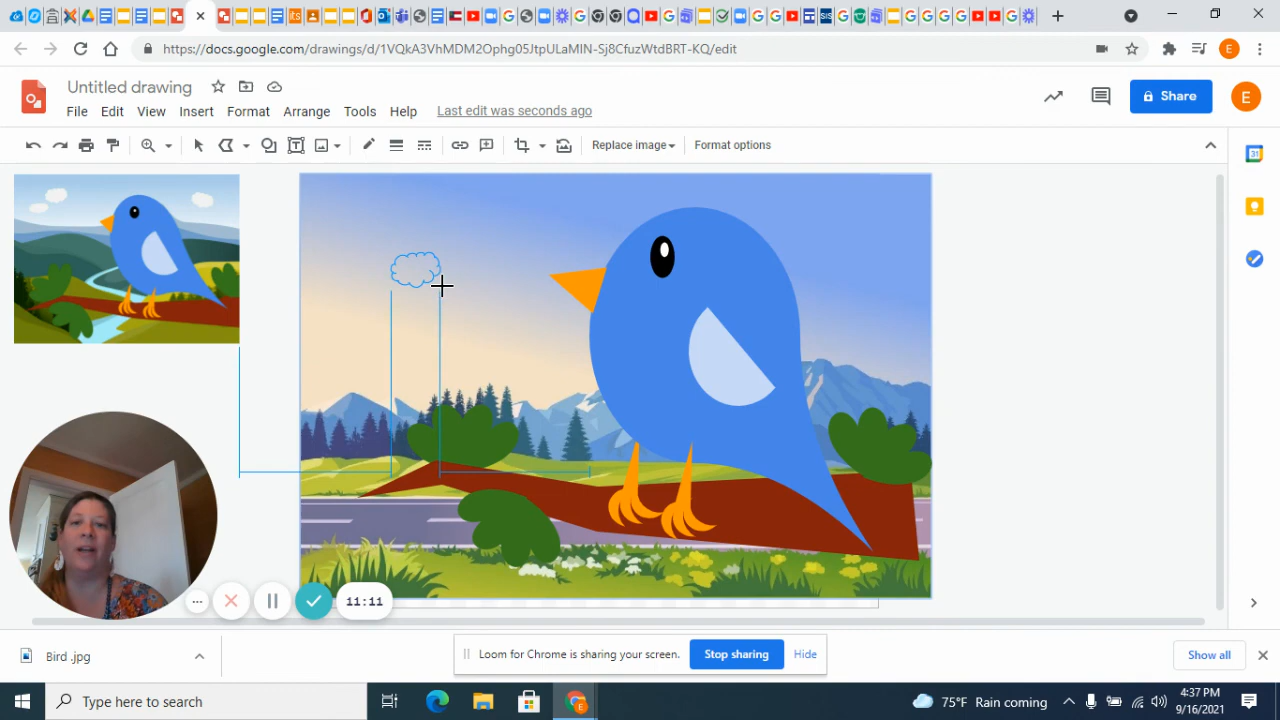 its
SIS
https://docs.google.com/drawings/d/1VQkA3VhMDM2Ophg05JtpULaMIN-Sj8CfuzWtdBRT-KQ/edit
E
Untitled drawing
File Edit View Insert Format Arrange Tools Help Last edit was seconds ago
Share
E
Replace image
Format options
31
11:11
Bird .jpg
Loom for Chrome is sharing your screen.
Stop sharing
Hide
Show all
Type here to search
E
75°F Rain coming
4:37 PM
9/16/2021